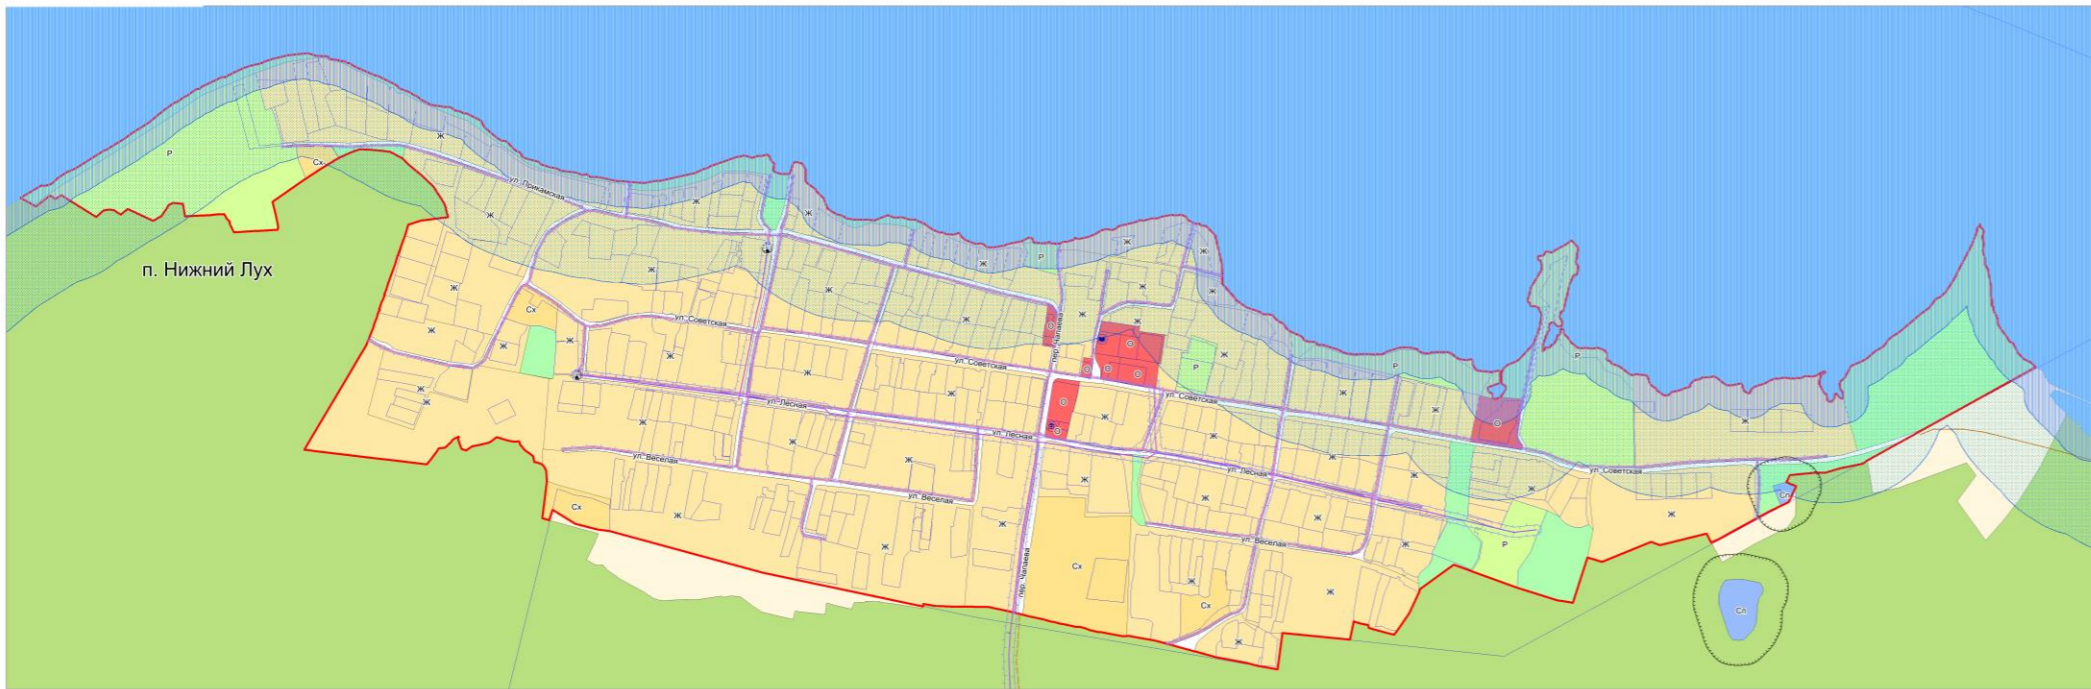 Ж
Р
Сх
ул. Прикамская
Ж
Ж
Ж
Ж
Р
Ж
Ж
Ж
п. Нижний Лух
Ж
Ж
Ж
Ж
Ж
Ж
Сх
ул. Советская
Ж
Ж
О
пер. Чапаева
Ж
Ж
О
Ж
Ж
Ж
Ж
Ж
ул. Советская
О
О
О
Р
Р
Р
Ж
Ж
ул. Лесная
Ж
О
ул. Советская
Ж
Ж
Ж
Ж
Ж
ул. Лесная
О
Ж
Ж
О
Ж
ул. Веселая
Ж
Ж
ул. Лесная
Ж
Ж
ул. Советская
ул. Веселая
Ж
Ж
Ж
Сп
Сх
Ж
Ж
Ж
Ж
Ж
ул. Веселая
Ж
Р
Ж
пер. Чапаева
Сх
Ж
Ж
Сх
Ж
Сп